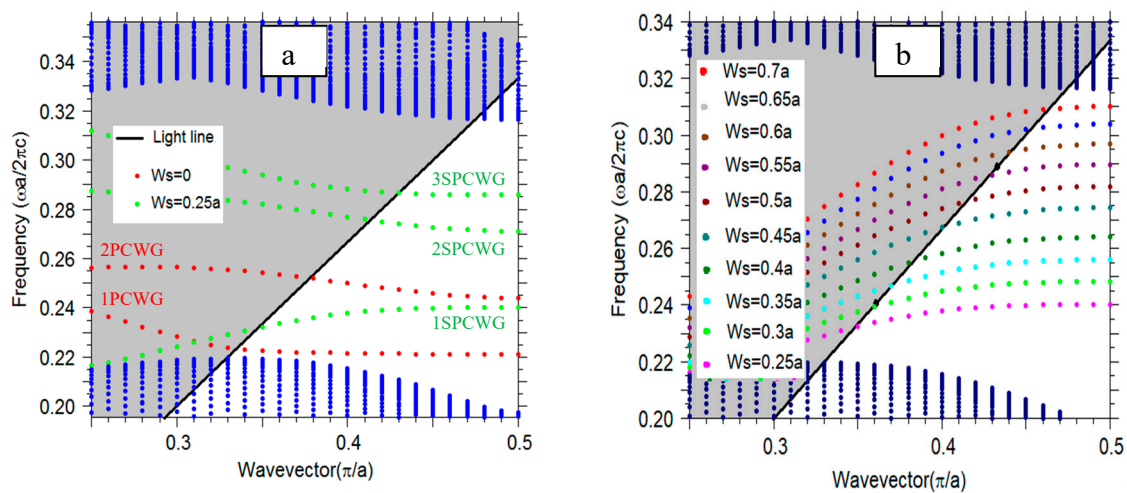 a
0.34
0.32
0.30
0.28
0.26
0.24
0.22
0.20
Frequency (ωa/2πc)
Light line
Ws=0
Ws=0.25a
3SPCWG
2SPCWG
2PCWG
1PCWG
1SPCWG
0.3
0.4
0.5
Wavevector(π/a)
b
0.34
0.32
0.30
0.28
0.26
0.24
0.22
0.20
Frequency (ωa/2πc)
Ws=0.7a
Ws=0.65a
Ws=0.6a
Ws=0.55a
Ws=0.5a
Ws=0.45a
Ws=0.4a
Ws=0.35a
Ws=0.3a
Ws=0.25a
0.3
0.4
0.5
Wavevector(π/a)